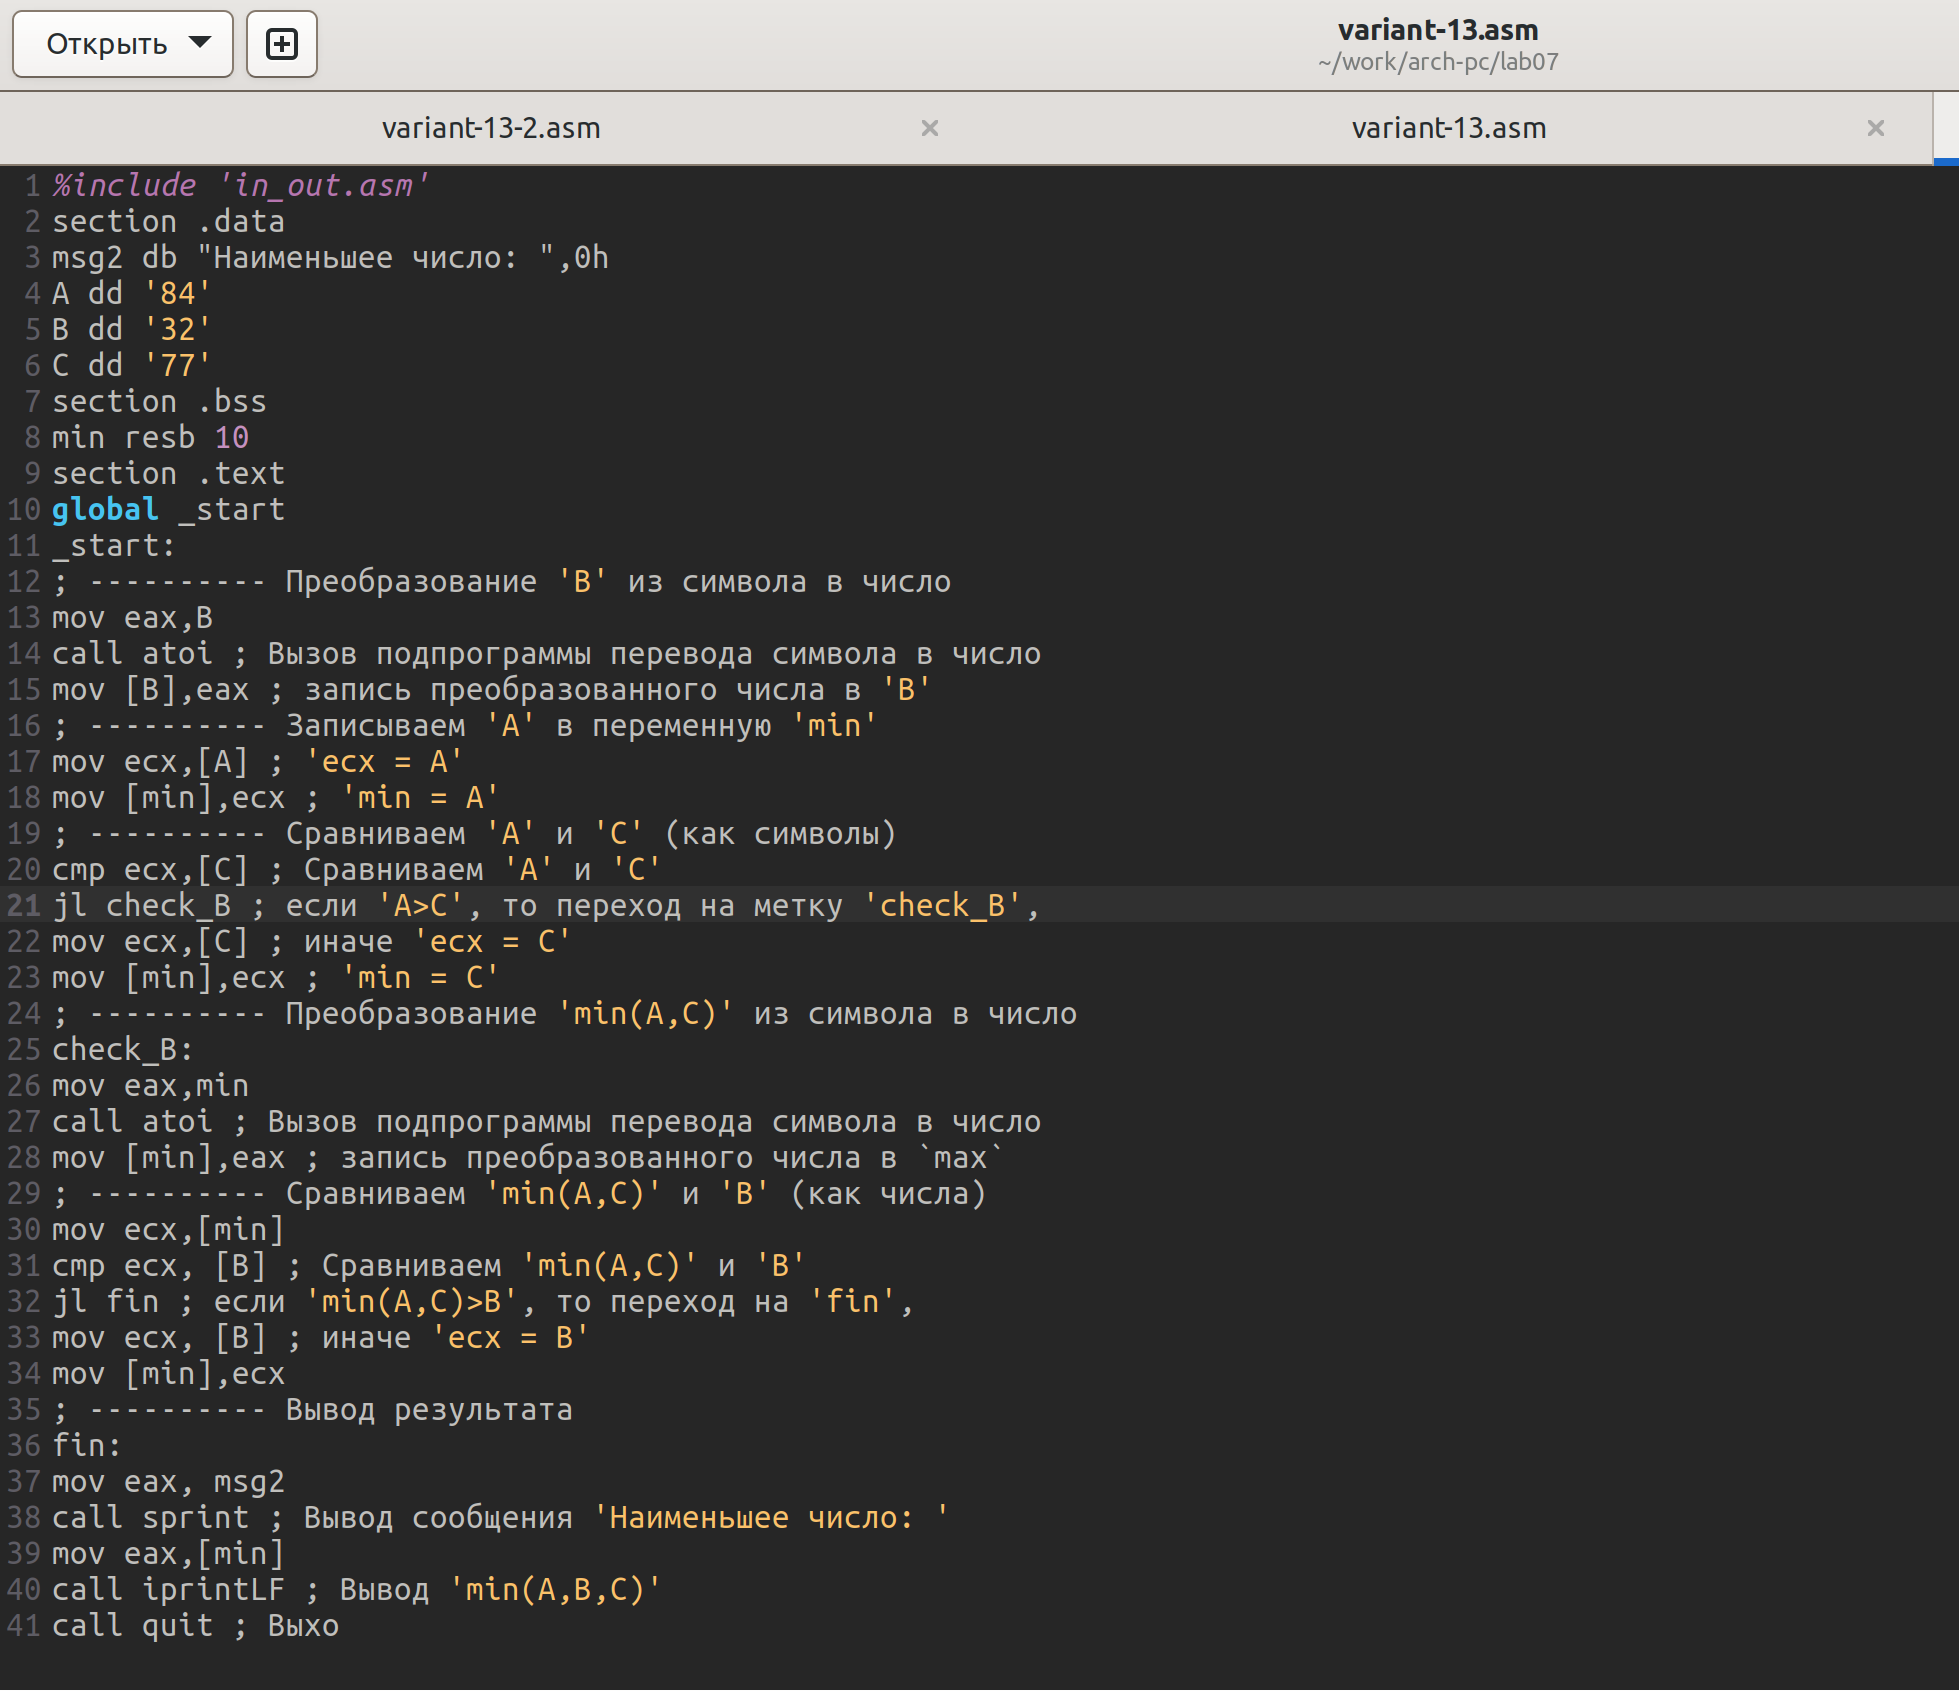 Открыть
variant-13.asm
~/work/arch-pc/lab07
variant-13-2.asm
variant-13.asm
1 %include 'in_out.asm'
2 section .data
3 msg2 db "Наименьшее число: ",0h
4 A dd '84'
5 B dd '32'
6 C dd '77'
7 section .bss
8 min resb 10
9 section .text
10 global _start
11 _start:
12 ; ---------- Преобразование 'B' из символа в число
13 mov eax,B
14 call atoi ; Вызов подпрограммы перевода символа в число
15 mov [B],eax ; запись преобразованного числа в 'B'
16 ; ---------- Записываем 'A' в переменную 'min'
17 mov ecx,[A] ; 'ecx = A'
18 mov [min],ecx ; 'min = A'
19 ; ---------- Сравниваем 'A' и 'C' (как символы)
20 cmp ecx,[C] ; Сравниваем 'A' и 'C'
21 jl check_B ; если 'A>C', то переход на метку 'check_B',
22 mov ecx,[C] ; иначе 'ecx = C'
23 mov [min],ecx ; 'min = C'
24 ; ---------- Преобразование 'min(A,C)' из символа в число
25 check_B:
26 mov eax,min
27 call atoi ; Вызов подпрограммы перевода символа в число
28 mov [min],eax ; запись преобразованного числа в `max`
29 ; ---------- Сравниваем 'min(A,C)' и 'B' (как числа)
30 mov ecx,[min]
31 cmp ecx, [B] ; Сравниваем 'min(A,C)' и 'B'
32 jl fin ; если 'min(A,C)>B', то переход на 'fin',
33 mov ecx, [B] ; иначе 'ecx = B'
34 mov [min],ecx
35 ; ---------- Вывод результата
36 fin:
37 mov eax, msg2
38 call sprint ; Вывод сообщения 'Наименьшее число: '
39 mov eax,[min]
40 call iprintLF ; Вывод 'min(A,B,C)'
41 call quit ; Выхо